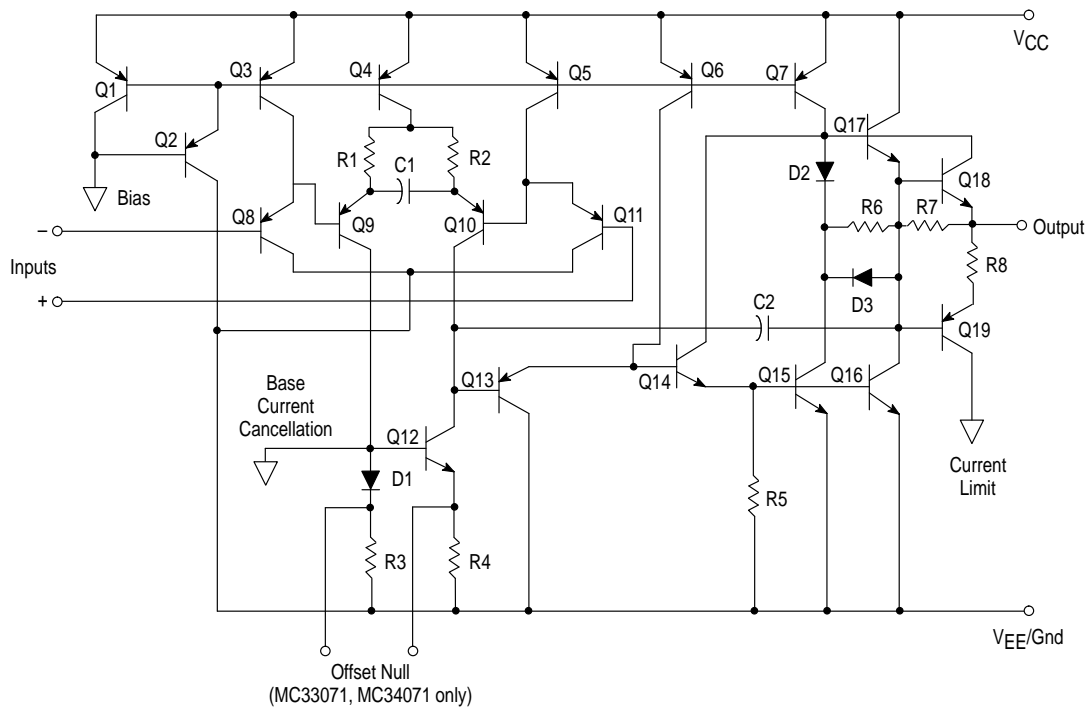 VCC
Q1
Q3
Q4
Q5
Q6
Q7
Q2
Q17
R1
C1
R2
D2
Q18
Bias
Q8
Q9
Q10
Q11
R6
R7
−
Output
Inputs
R8
+
D3
C2
Q19
Q13
Q14
Q15
Q16
Base
Current
Cancellation
Q12
D1
Current
Limit
R5
R3
R4
VEE/Gnd
Offset Null
(MC33071, MC34071 only)